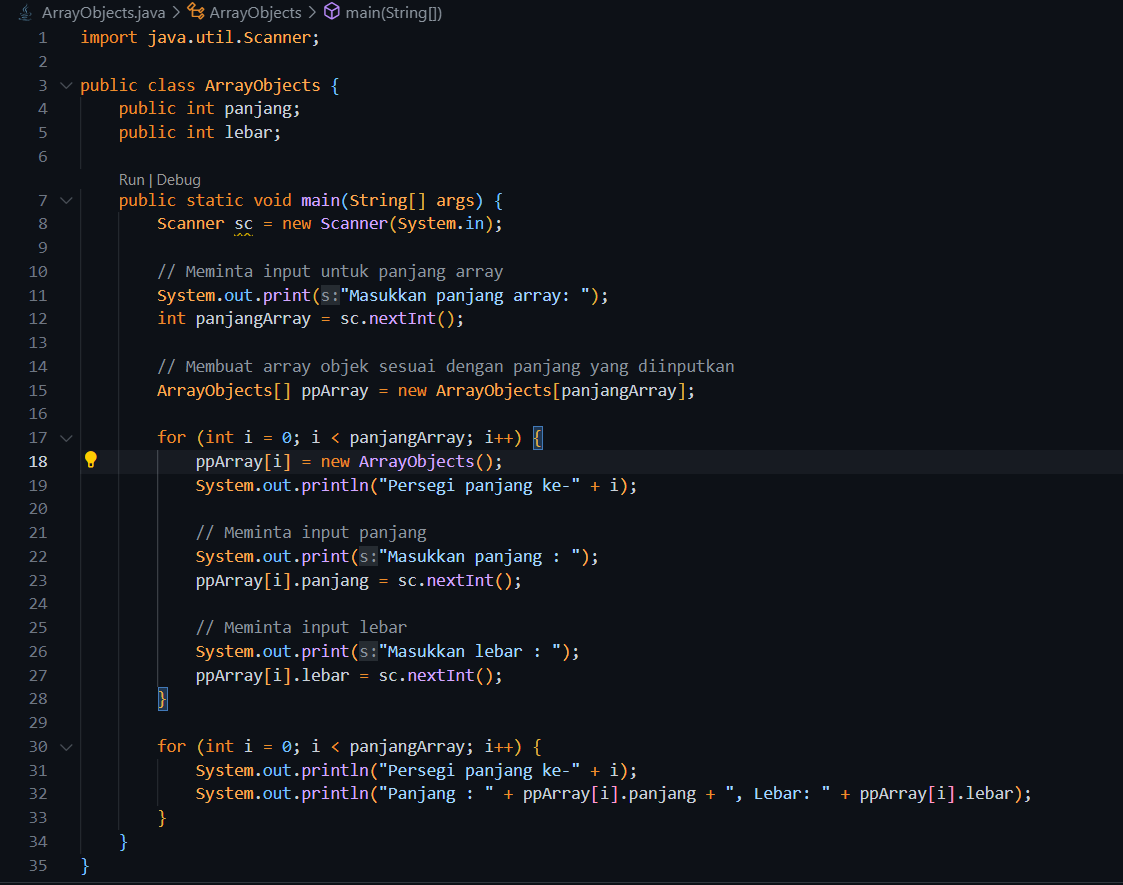 ArrayObjects.java > ArrayObjects > main(String[])
1 import java.util.Scanner;
2
3 public class ArrayObjects {
4 public int panjang;
5 public int lebar;
6
Run | Debug
7 public static void main(String[] args) {
8 Scanner sc = new Scanner(System.in);
9
10 // Meminta input untuk panjang array
11 System.out.print(s:"Masukkan panjang array: ");
12 int panjangArray = sc.nextInt();
13
14 // Membuat array objek sesuai dengan panjang yang diinputkan
15 ArrayObjects[] ppArray = new ArrayObjects[panjangArray];
16
17 for (int i = 0; i < panjangArray; i++) {
18 ppArray[i] = new ArrayObjects();
19 System.out.println("Persegi panjang ke-" + i);
20
21 // Meminta input panjang
22 System.out.print(s:"Masukkan panjang : ");
23 ppArray[i].panjang = sc.nextInt();
24
25 // Meminta input lebar
26 System.out.print(s:"Masukkan lebar : ");
27 ppArray[i].lebar = sc.nextInt();
28 }
29
30 for (int i = 0; i < panjangArray; i++) {
31 System.out.println("Persegi panjang ke-" + i);
32 System.out.println("Panjang : " + ppArray[i].panjang + ", Lebar: " + ppArray[i].lebar);
33 }
34 }
35 }